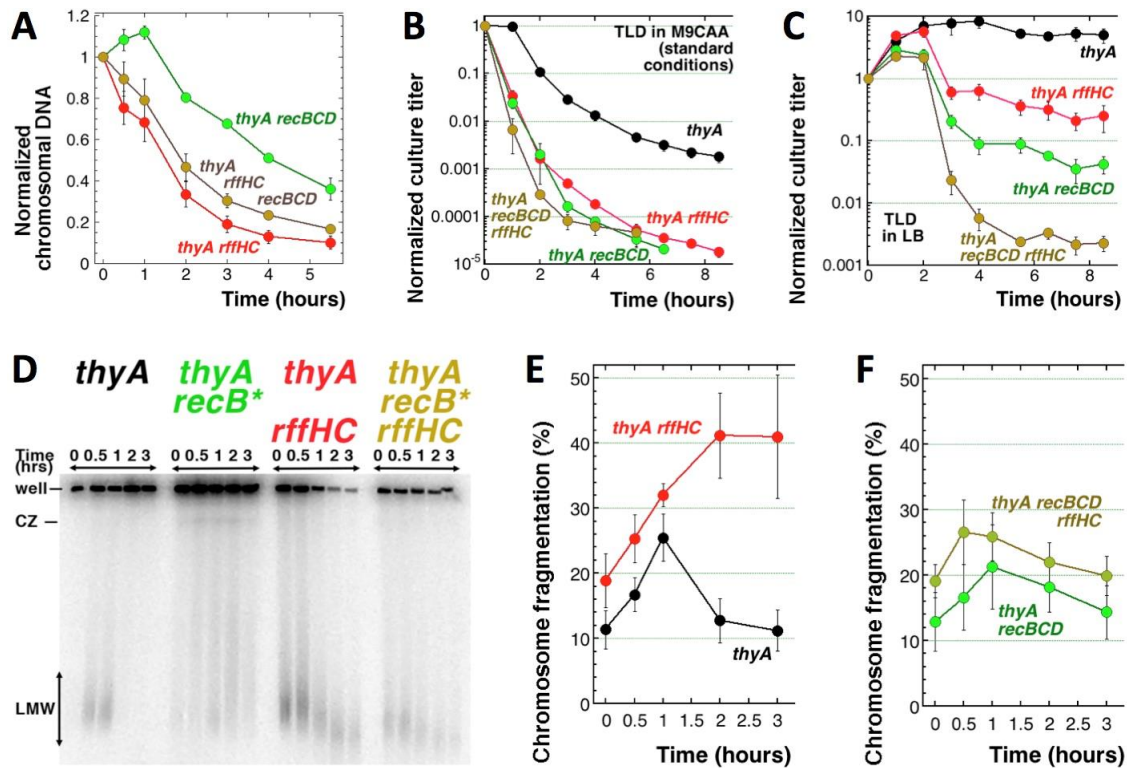 A
Normalized
chromosomal DNA
1.4
1.2
1
0.8
0.6
0.4
0.2
0
thyA recBCD
thyA
rffHC
recBCD
thyA rffHC
0 1 2 3 4 5
Time (hours)
B
Normalized culture titer
1
0.1
0.01
0.001
0.0001
10-5
TLD in M9CAA
(standard
conditions)
thyA
thyA
recBCD
rffHC
thyA rffHC
thyA recBCD
0 2 4 6 8
Time (hours)
C
Normalized culture titer
10
1
0.1
0.01
0.001
thyA
thyA rffHC
thyA recBCD
TLD
in LB
thyA
recBCD rffHC
0 2 4 6 8
Time (hours)
D
thyA
thyA
recB*
thyA
rffHC
thyA
recB*
rffHC
Time
(hrs)
0 0.5 1 2 3
0 0.5 1 2 3
0 0.5 1 2 3
0 0.5 1 2 3
well
CZ
LMW
E
Chromosome fragmentation (%)
50
40
30
20
10
0
thyA rffHC
thyA
0 0.5 1 1.5 2 2.5 3
Time (hours)
F
Chromosome fragmentation (%)
50
40
30
20
10
0
thyA recBCD
rffHC
thyA
recBCD
0 0.5 1 1.5 2 2.5 3
Time (hours)